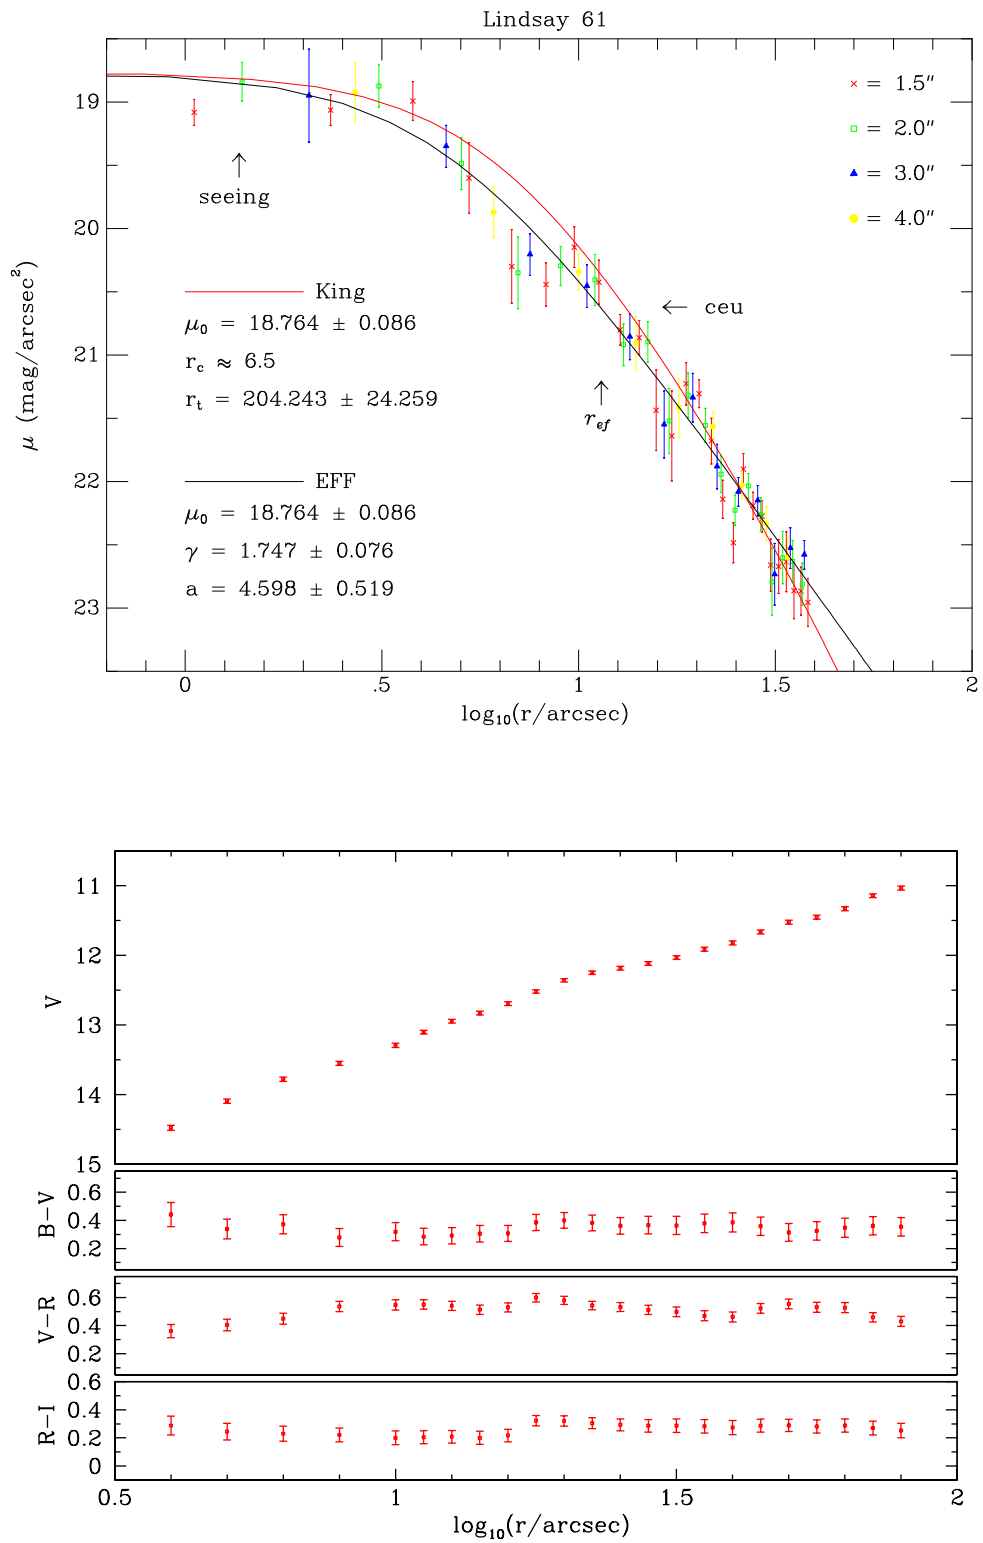 Lindsay 61
19
20
21
22
23
μ (mag/arcsec²)
× = 1.5″
□ = 2.0″
▲ = 3.0″
● = 4.0″
↑
seeing
King
μ₀ = 18.764 ± 0.086
r_c ≈ 6.5
r_t = 204.243 ± 24.259
← ceu
↑
r_ef
EFF
μ₀ = 18.764 ± 0.086
γ = 1.747 ± 0.076
a = 4.598 ± 0.519
0 .5 1 1.5 2
log₁₀(r/arcsec)
11
12
13
14
15
V
0.6
0.4
0.2
B−V
0.6
0.4
0.2
V−R
0.6
0.4
0.2
0
R−I
0.5 1 1.5 2
log₁₀(r/arcsec)